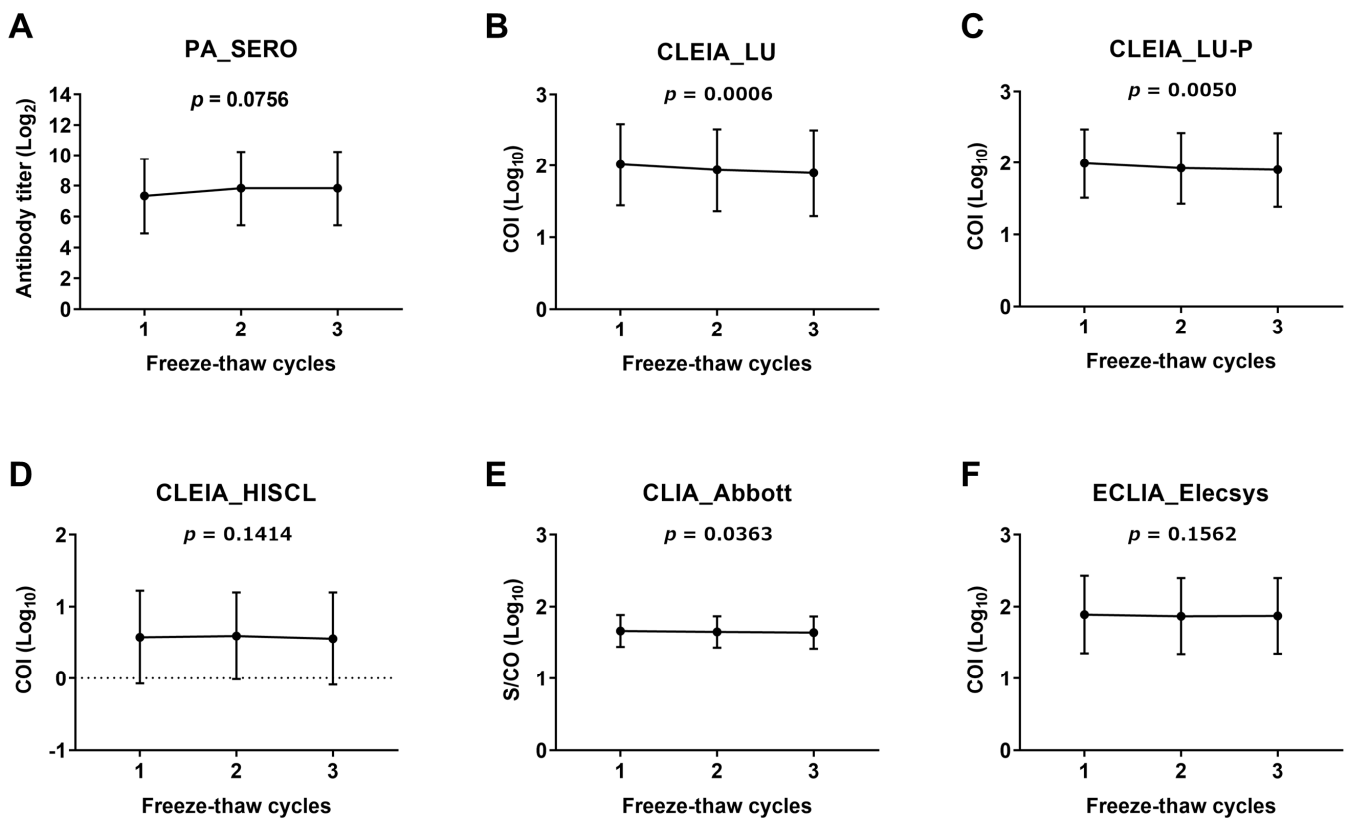 A
PA_SERO
p = 0.0756
Antibody titer (Log2)
14
12
10
8
6
4
2
0
1 2 3
Freeze-thaw cycles
B
CLEIA_LU
p = 0.0006
COI (Log10)
3
2
1
0
1 2 3
Freeze-thaw cycles
C
CLEIA_LU-P
p = 0.0050
COI (Log10)
3
2
1
0
1 2 3
Freeze-thaw cycles
D
CLEIA_HISCL
p = 0.1414
COI (Log10)
2
1
0
-1
1 2 3
Freeze-thaw cycles
E
CLIA_Abbott
p = 0.0363
S/CO (Log10)
3
2
1
0
1 2 3
Freeze-thaw cycles
F
ECLIA_Elecsys
p = 0.1562
COI (Log10)
3
2
1
0
1 2 3
Freeze-thaw cycles